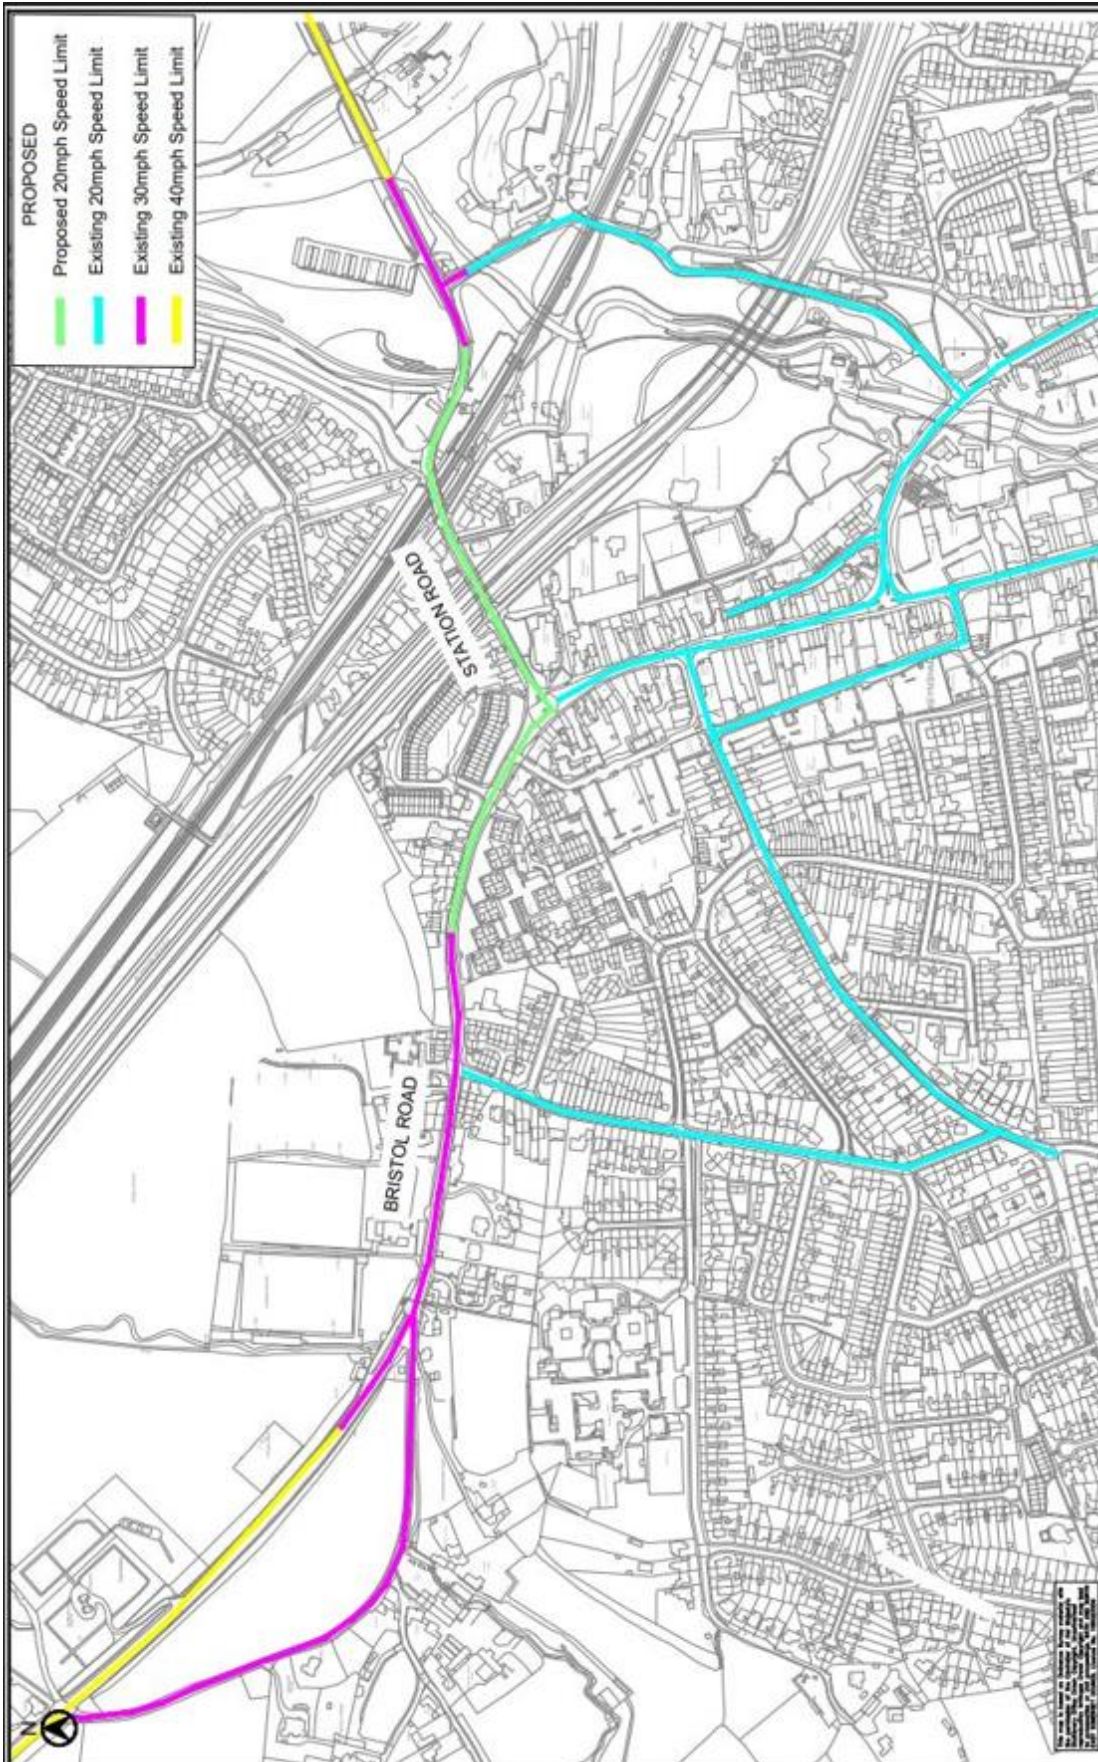 PROPOSED
Proposed 20mph Speed Limit
Existing 20mph Speed Limit
Existing 30mph Speed Limit
Existing 40mph Speed Limit
STATION ROAD
BRISTOL ROAD
N